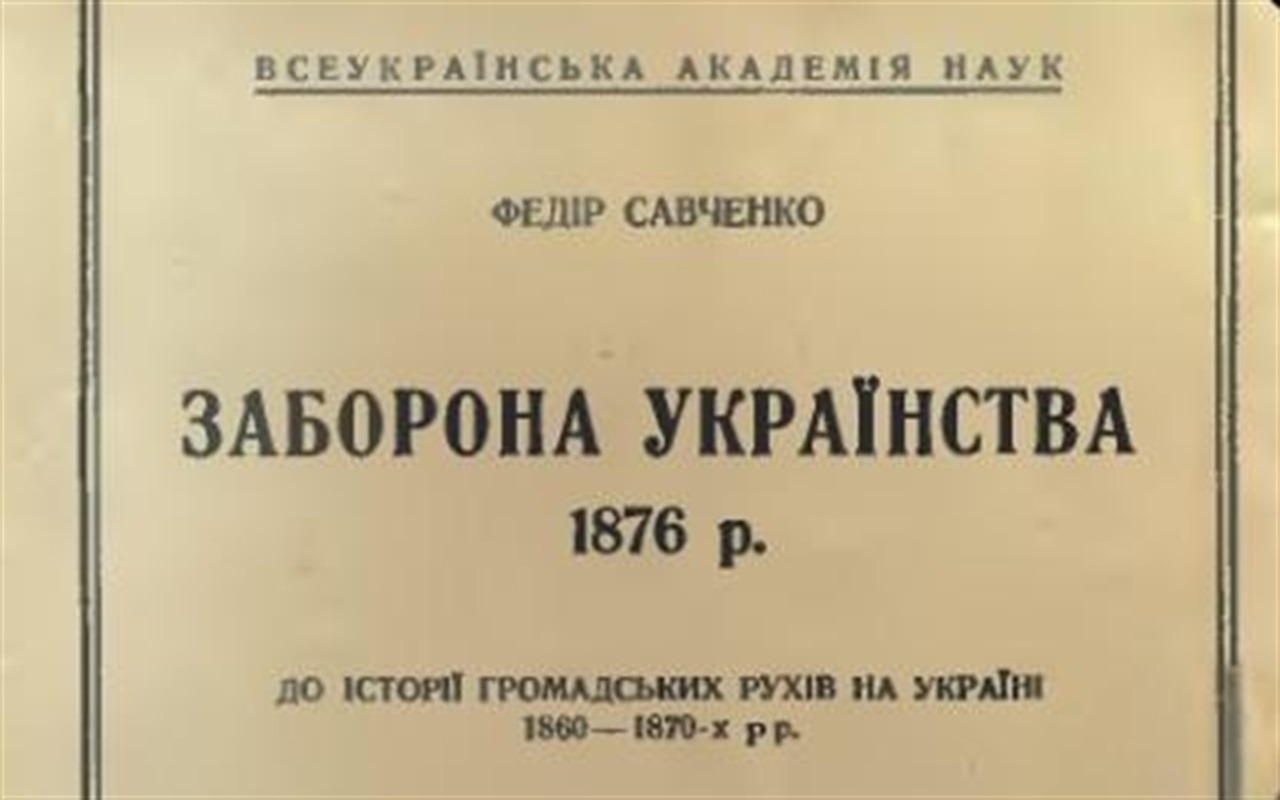 ВСЕУКРАЇНСЬКА АКАДЕМІЯ НАУК
ФЕДІР САВЧЕНКО
ЗАБОРОНА УКРАЇНСТВА
1876 р.
ДО ІСТОРІЇ ГРОМАДСЬКИХ РУХІВ НА УКРАЇНІ
1860—1870-х рр.